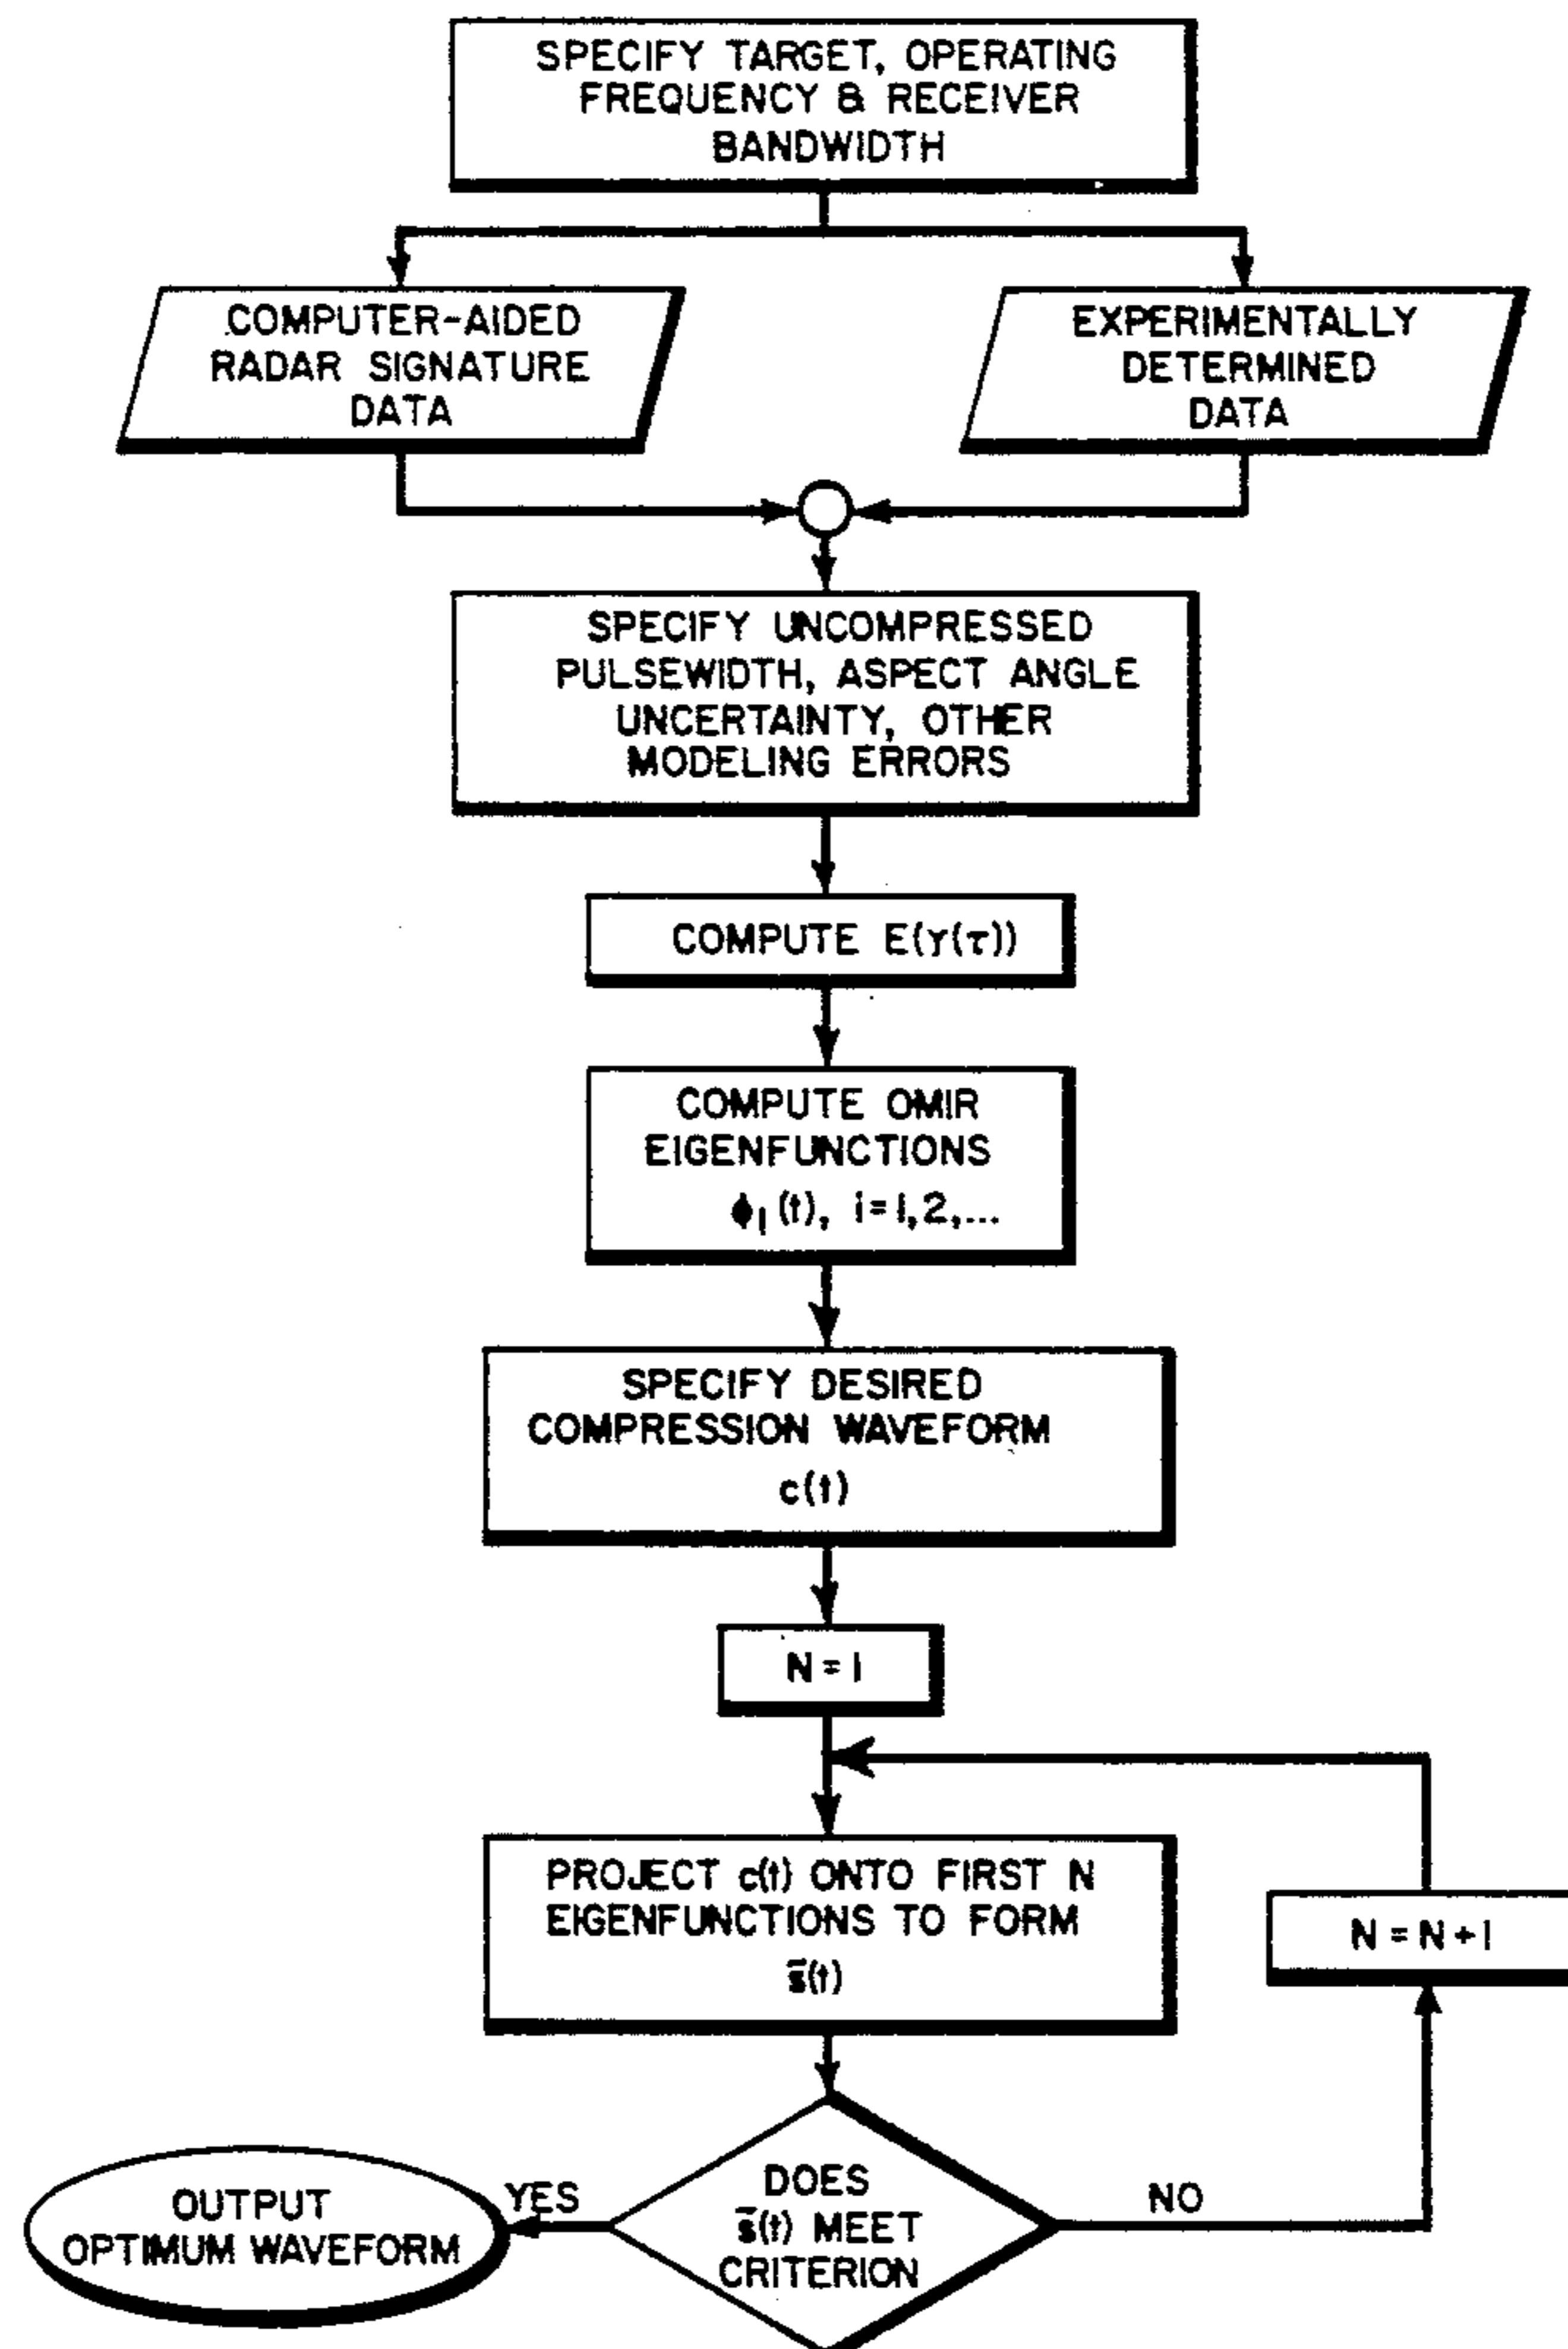 SPECIFY TARGET, OPERATING
FREQUENCY & RECEIVER
BANDWIDTH
COMPUTER-AIDED
RADAR SIGNATURE
DATA
EXPERIMENTALLY
DETERMINED
DATA
SPECIFY UNCOMPRESSED
PULSEWIDTH, ASPECT ANGLE
UNCERTAINTY, OTHER
MODELING ERRORS
COMPUTE E(γ(τ))
COMPUTE OMIR
EIGENFUNCTIONS
ϕ_i(t), i=1,2,...
SPECIFY DESIRED
COMPRESSION WAVEFORM
c(t)
N=1
PROJECT c(t) ONTO FIRST N
EIGENFUNCTIONS TO FORM
s̄(t)
N=N+1
DOES
s̄(t) MEET
CRITERION
YES
NO
OUTPUT
OPTIMUM WAVEFORM